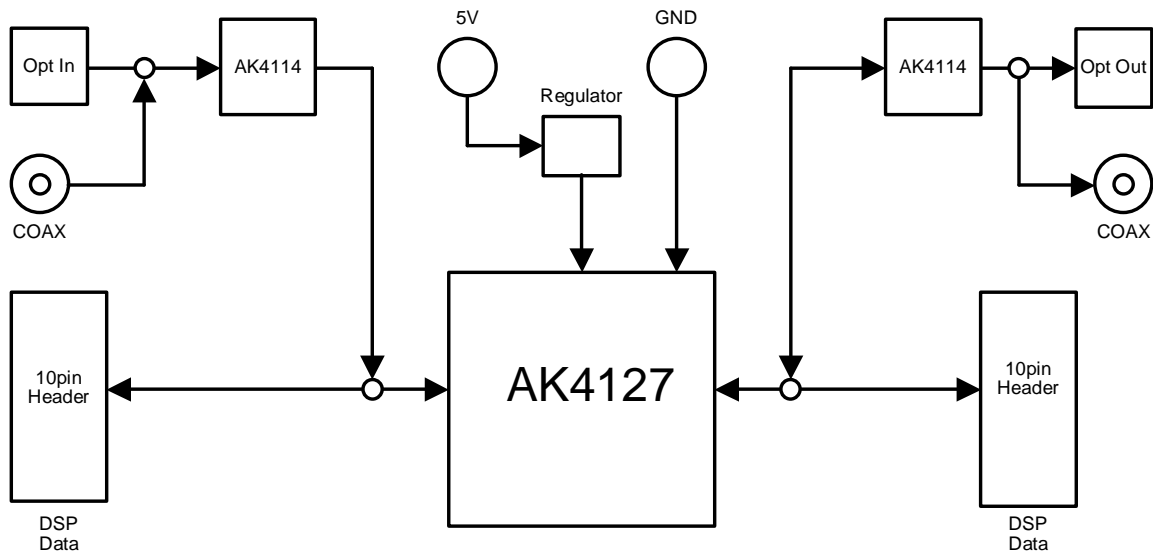 5V
GND
Opt In
AK4114
Regulator
AK4114
Opt Out
COAX
COAX
10pin
Header
AK4127
10pin
Header
DSP
Data
DSP
Data